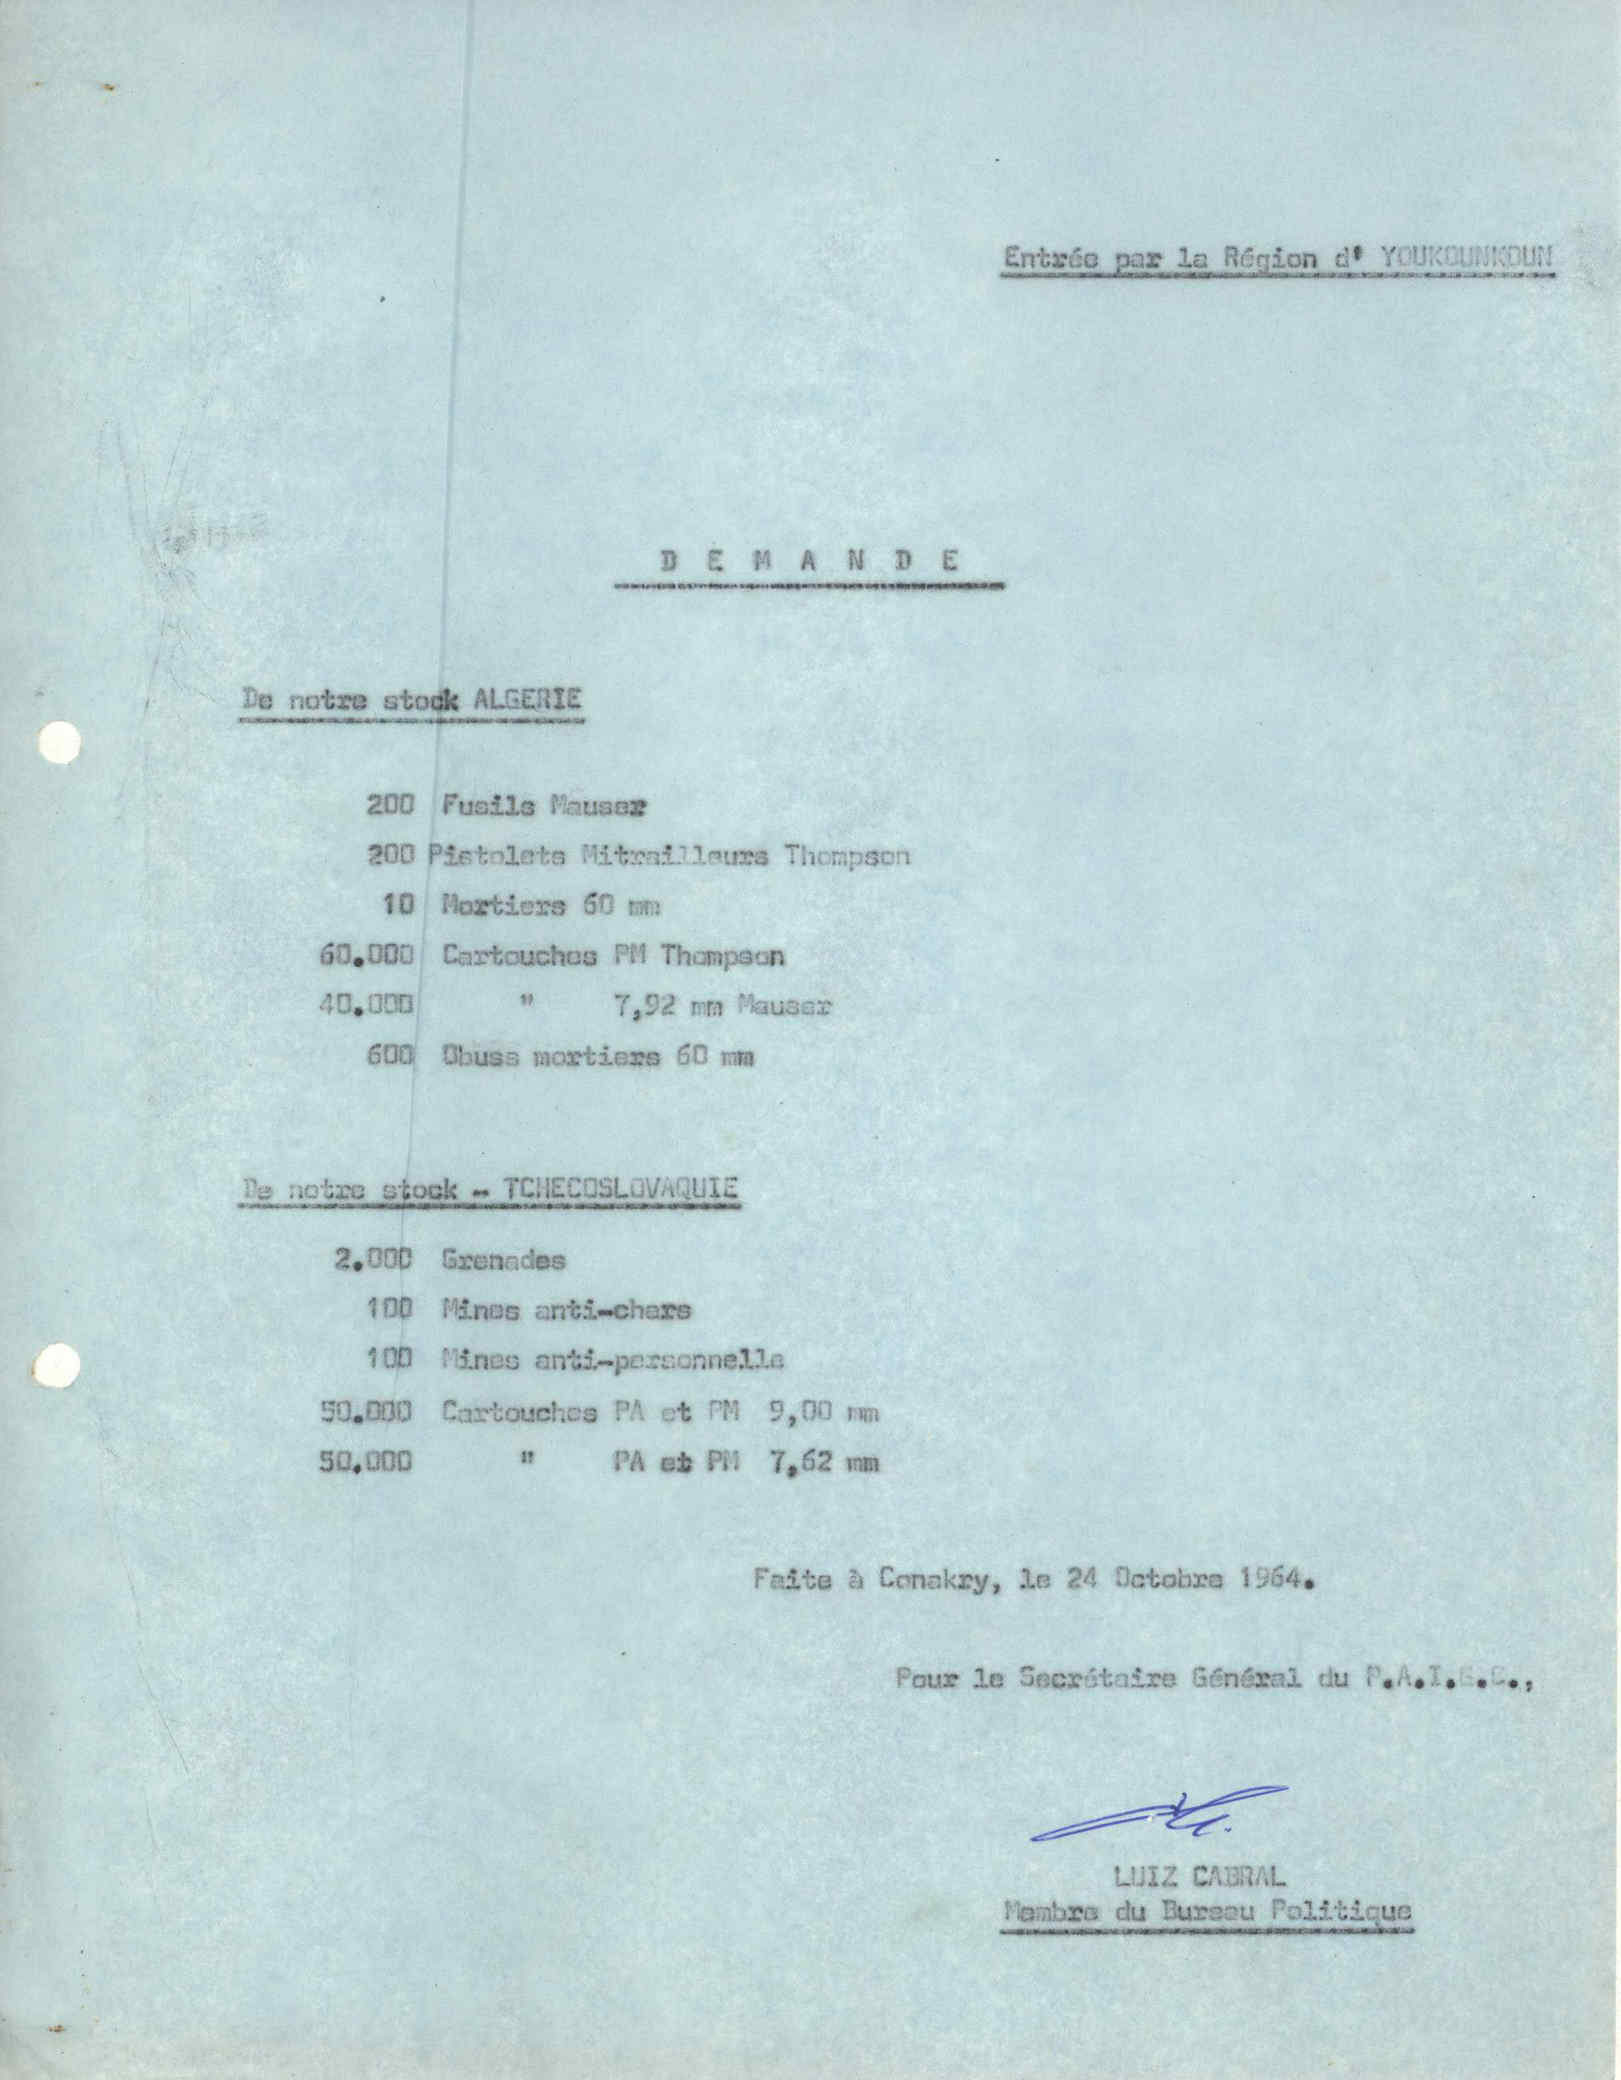 Entrée par la Région d' YOUKOUNKOUN
D E M A N D E
De notre stock ALGERIE
200 Fusils Mauser
200 Pistolets Mitrailleurs Thompson
10 Mortiers 60 mm
60.000 Cartouches PM Thompson
40.000 " 7,92 mm Mauser
600 Obuss mortiers 60 mm
De notre stock - TCHECOSLOVAQUIE
2.000 Grenades
100 Mines anti-chars
100 Mines anti-personnelle
50.000 Cartouches PA et PM 9,00 mm
50.000 " PA et PM 7,62 mm
Faite à Conakry, le 24 Octobre 1964.
Pour le Secrétaire Général du P.A.I.G.C.,
LUIZ CABRAL
Membre du Bureau Politique